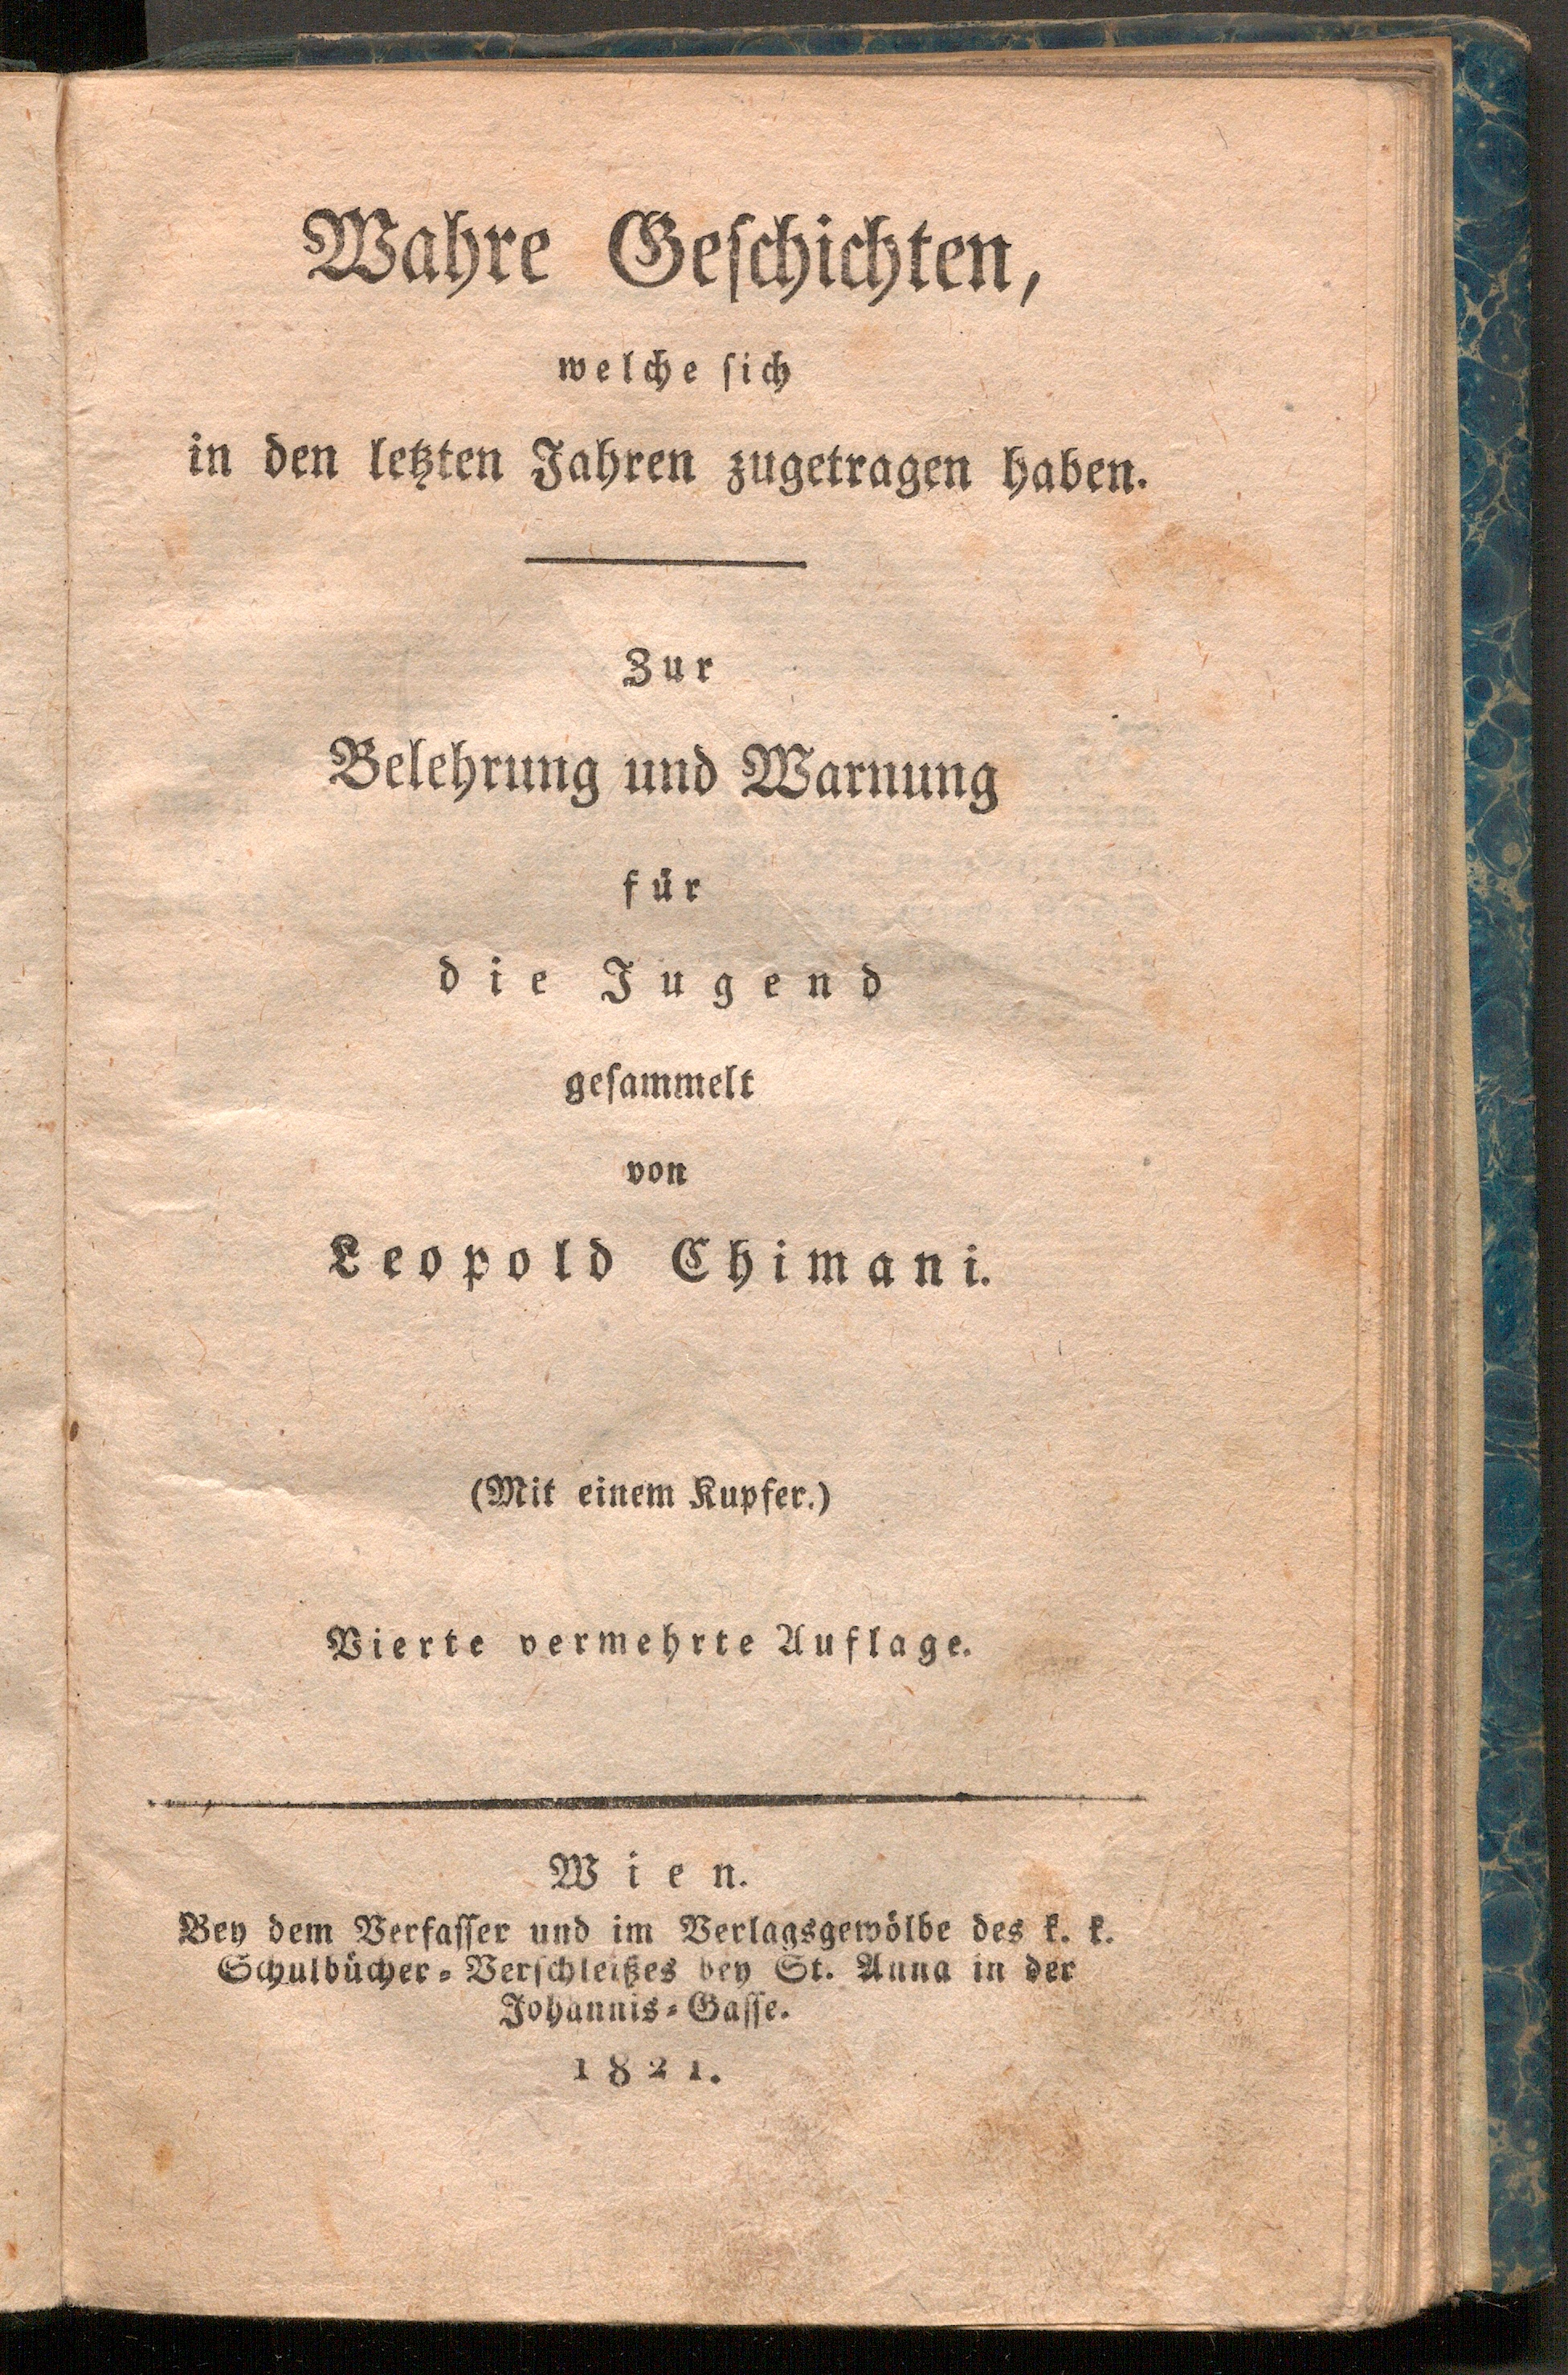 Wahre Geſchichten,
welche ſich
in den letzten Jahren zugetragen haben.
Zur
Belehrung und Warnung
für
die Jugend
geſammelt
von
Leopold Chimani.
(Mit einem Kupfer.)
Vierte vermehrte Auflage.
Wien.
Bey dem Verfaſſer und im Verlagsgewölbe des k. k.
Schulbücher-Verſchleißes bey St. Anna in der
Johannis-Gaſſe.
1821.